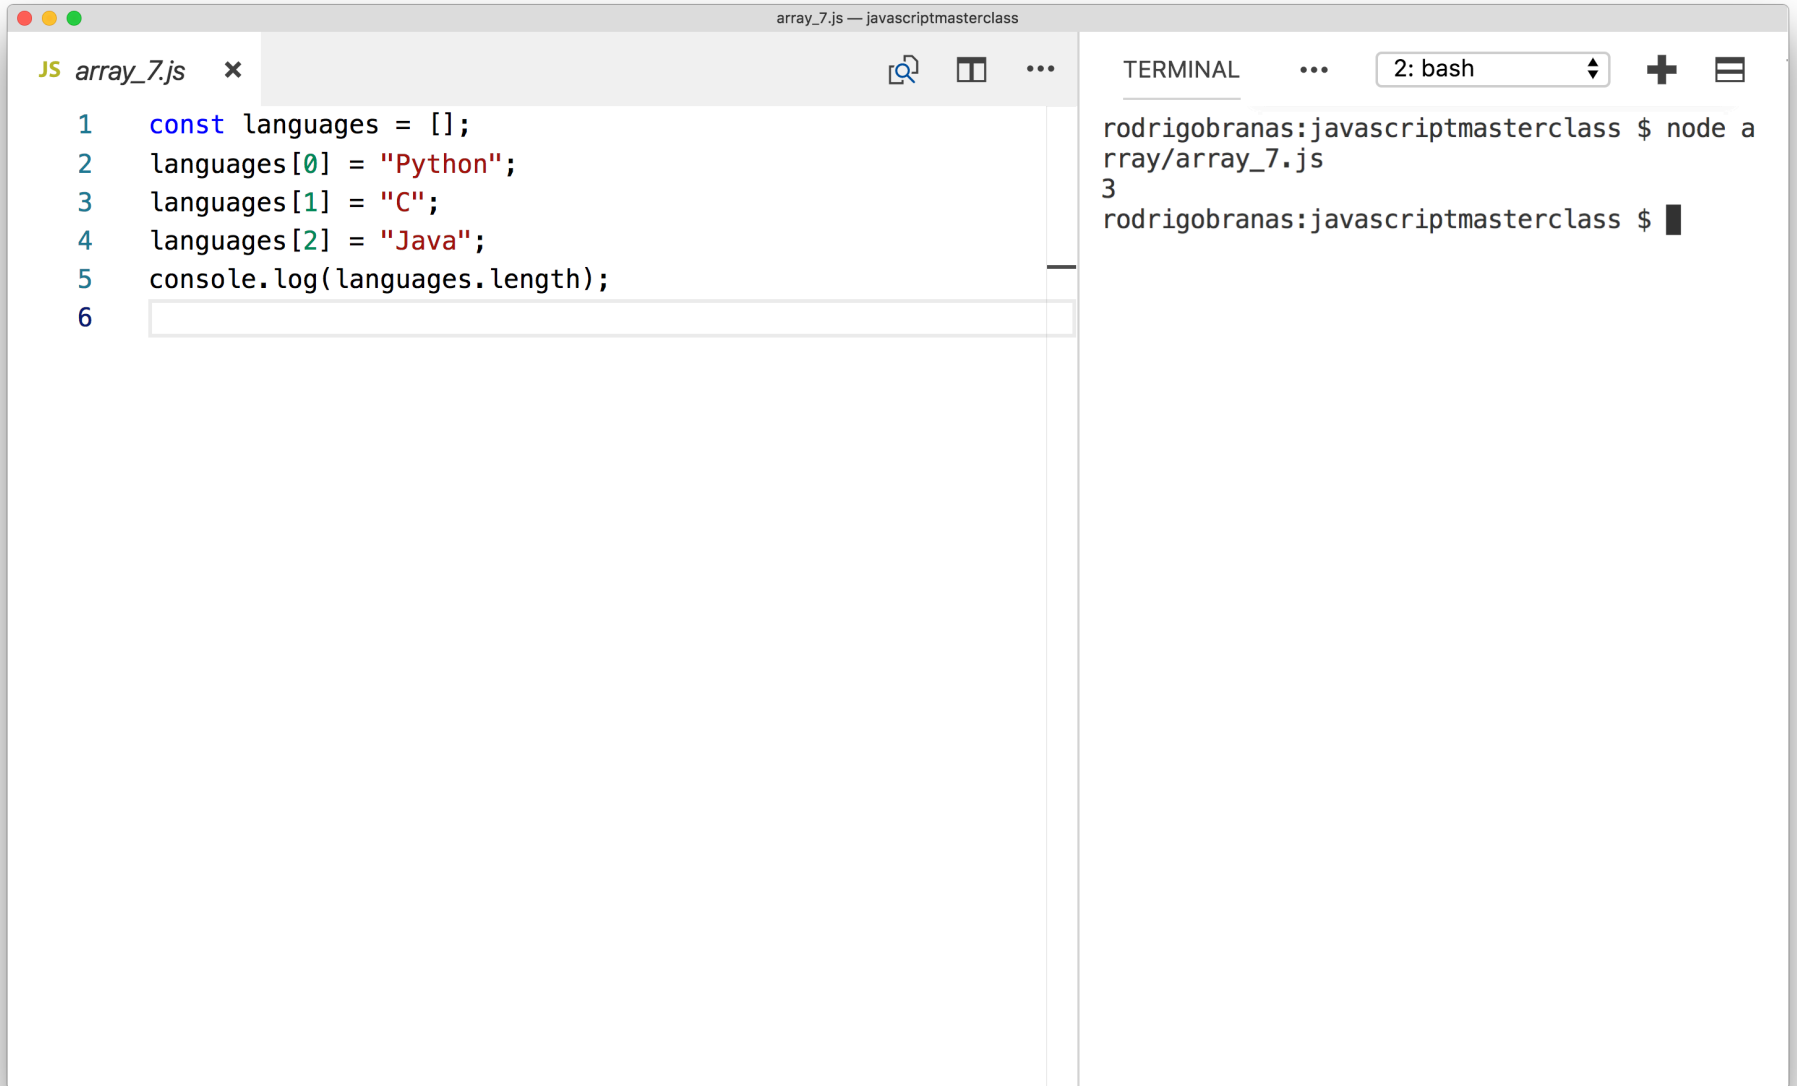 array_7.js — javascriptmasterclass
JS array_7.js
1 const languages = [];
2 languages[0] = "Python";
3 languages[1] = "C";
4 languages[2] = "Java";
5 console.log(languages.length);
6
TERMINAL
2: bash
rodrigobranas:javascriptmasterclass $ node a
rray/array_7.js
3
rodrigobranas:javascriptmasterclass $